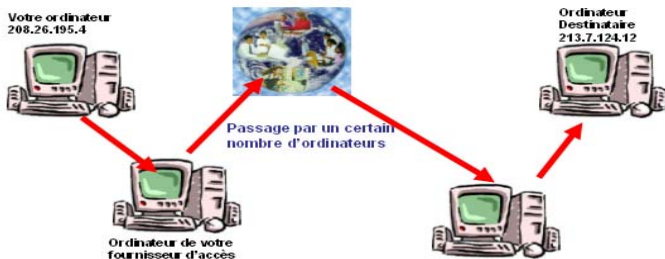 Votre ordinateur
208.26.195.4
Ordinateur
Destinataire
213.7.124.12
Passage par un certain
nombre d'ordinateurs
Ordinateur de votre
fournisseur d'accès